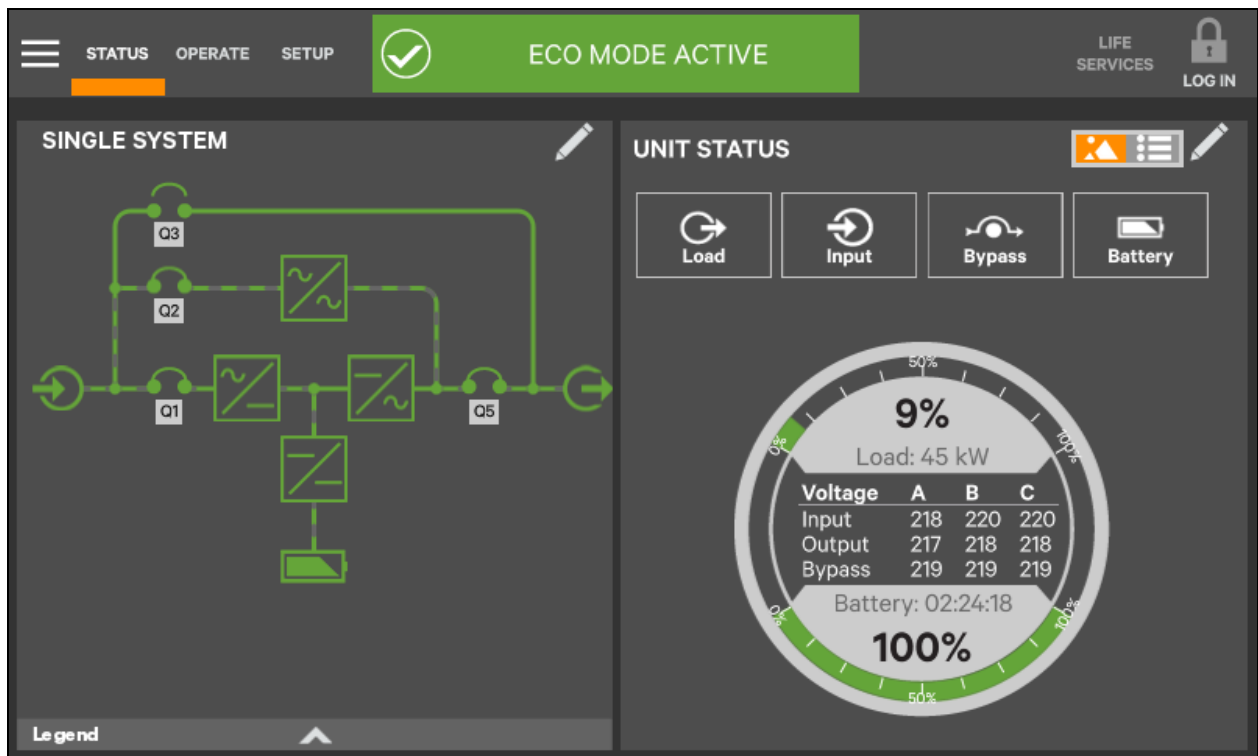 STATUS OPERATE SETUP ECO MODE ACTIVE LIFE SERVICES LOG IN
SINGLE SYSTEM
Q3
Q2
Q1 Q5
Legend
UNIT STATUS
Load Input Bypass Battery
50%
0% 100%
9%
Load: 45 kW
Voltage A B C
Input 218 220 220
Output 217 218 218
Bypass 219 219 219
Battery: 02:24:18
100%
0% 100%
50%